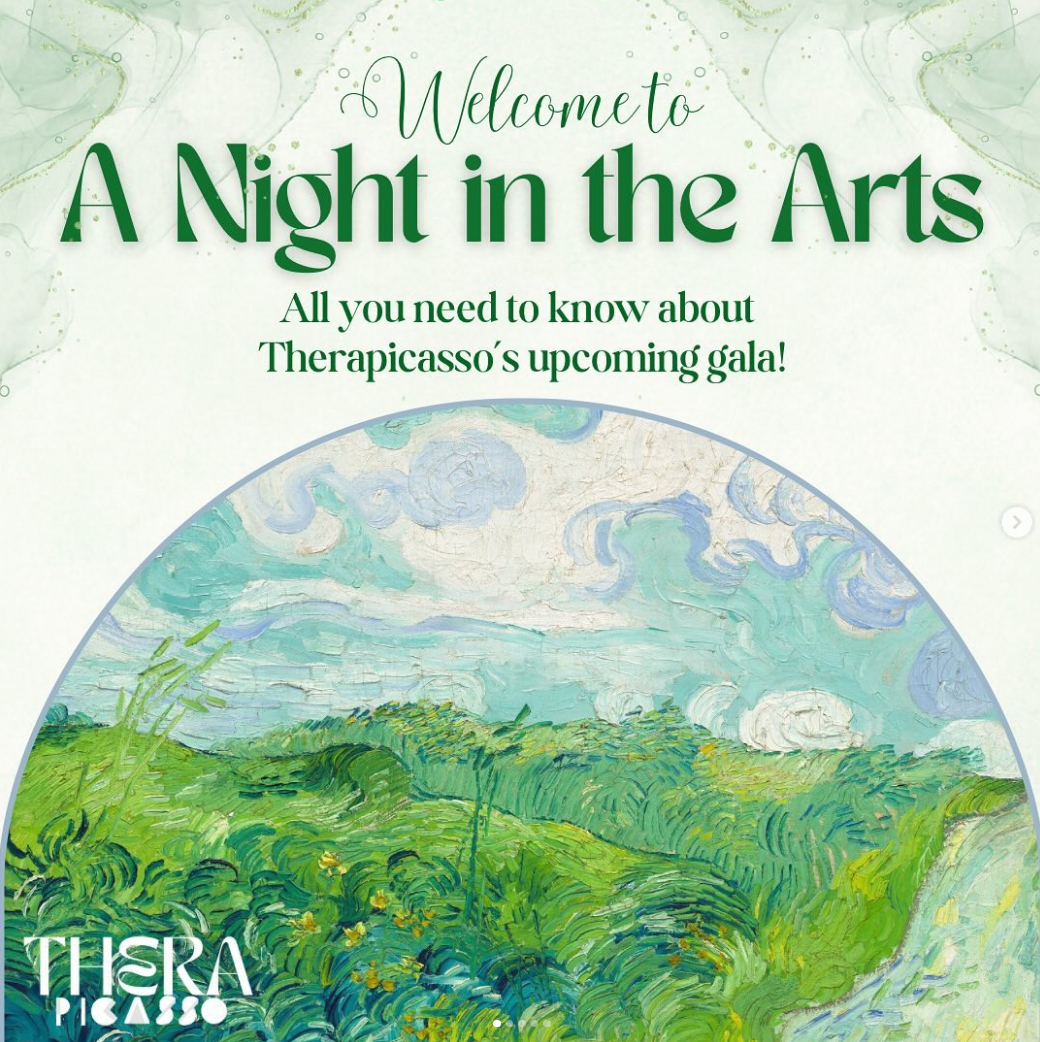 Welcome to
A Night in the Arts
All you need to know about
Therapicasso´s upcoming gala!
THERA
PICASSO